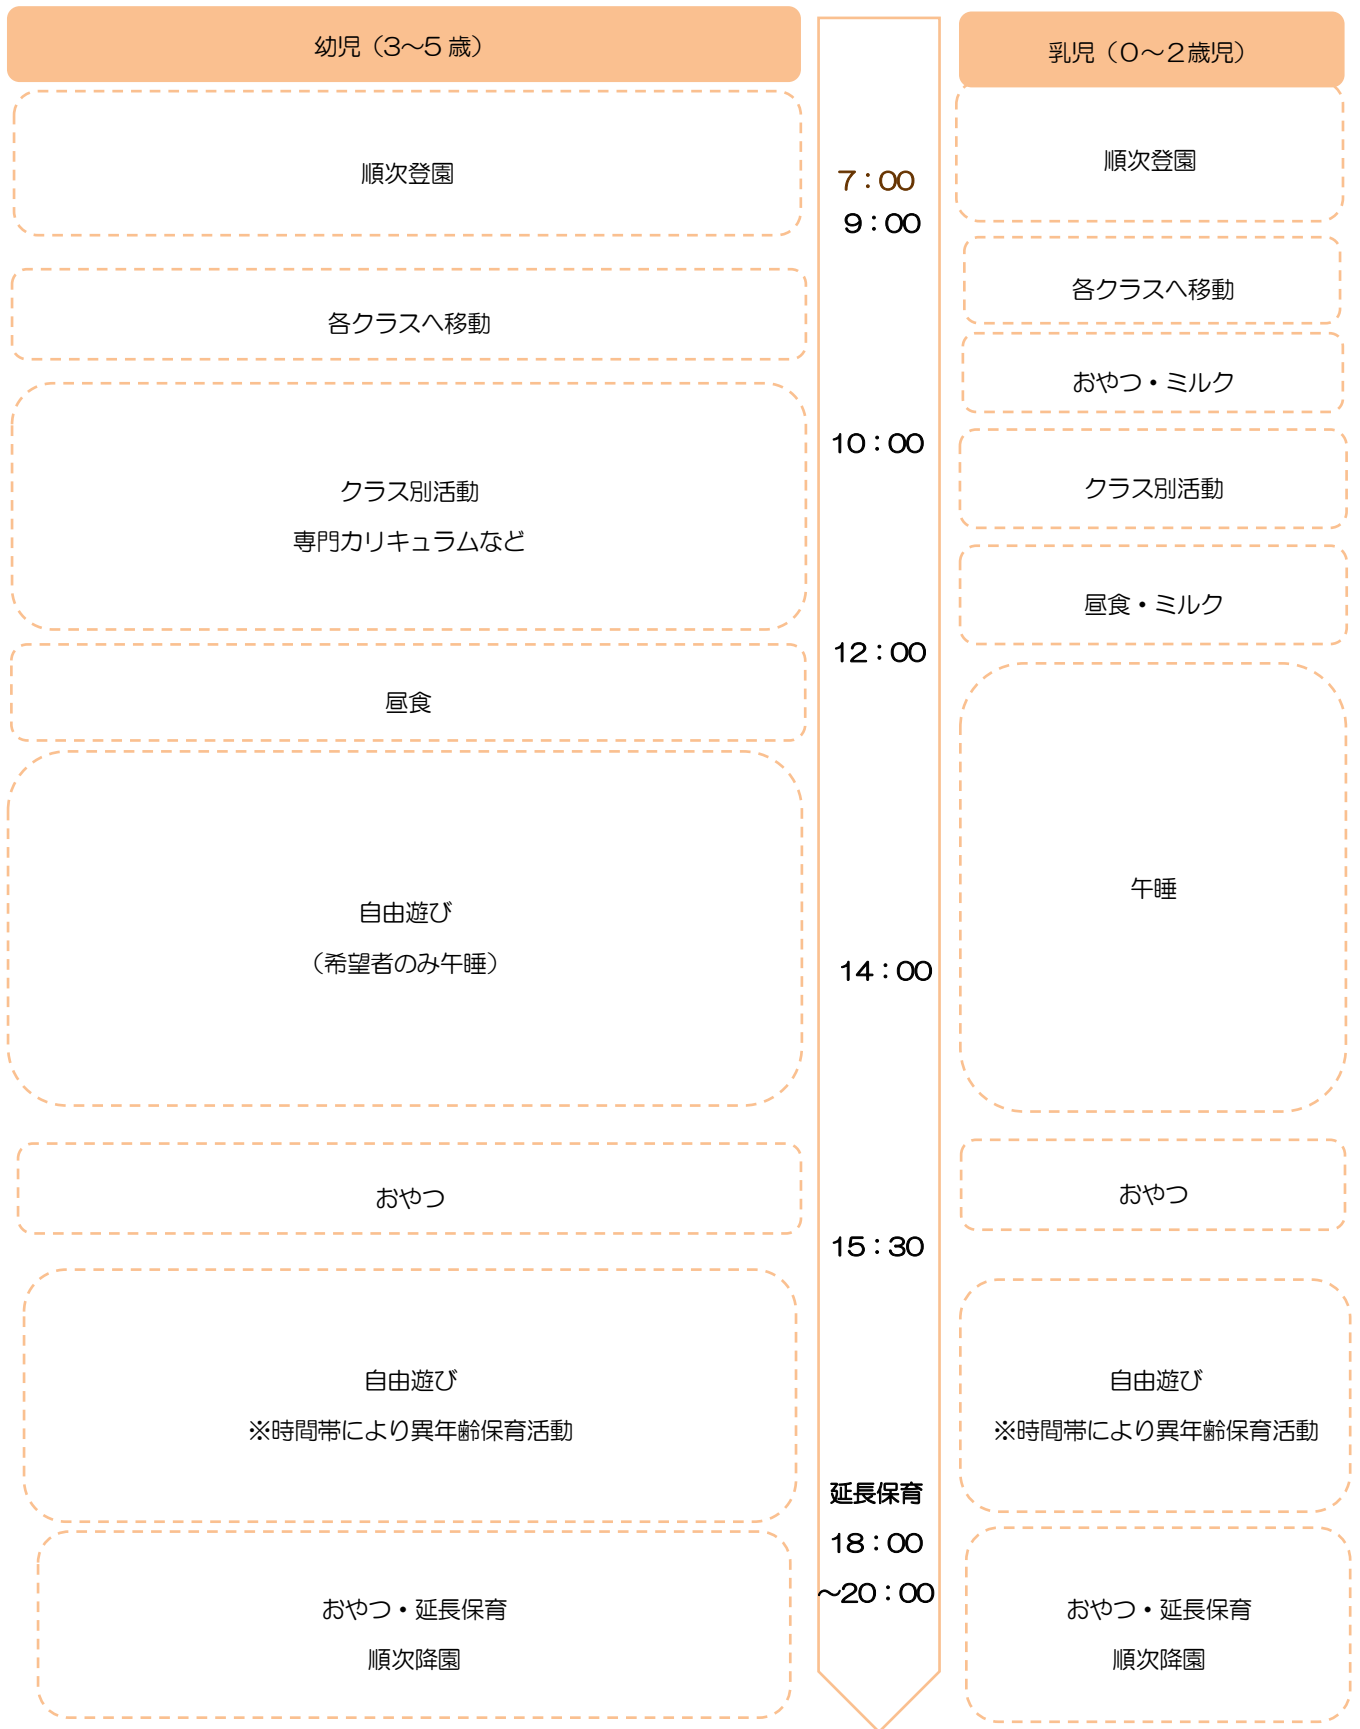 幼児（3～5 歳）
順次登園
各クラスへ移動
クラス別活動
専門カリキュラムなど
昼食
自由遊び
（希望者のみ午睡）
おやつ
自由遊び
※時間帯により異年齢保育活動
おやつ・延長保育
順次降園
7：00
9：00
10：00
12：00
14：00
15：30
延長保育
18：00
～20：00
乳児（０～２歳児）
順次登園
各クラスへ移動
おやつ・ミルク
クラス別活動
昼食・ミルク
午睡
おやつ
自由遊び
※時間帯により異年齢保育活動
おやつ・延長保育
順次降園